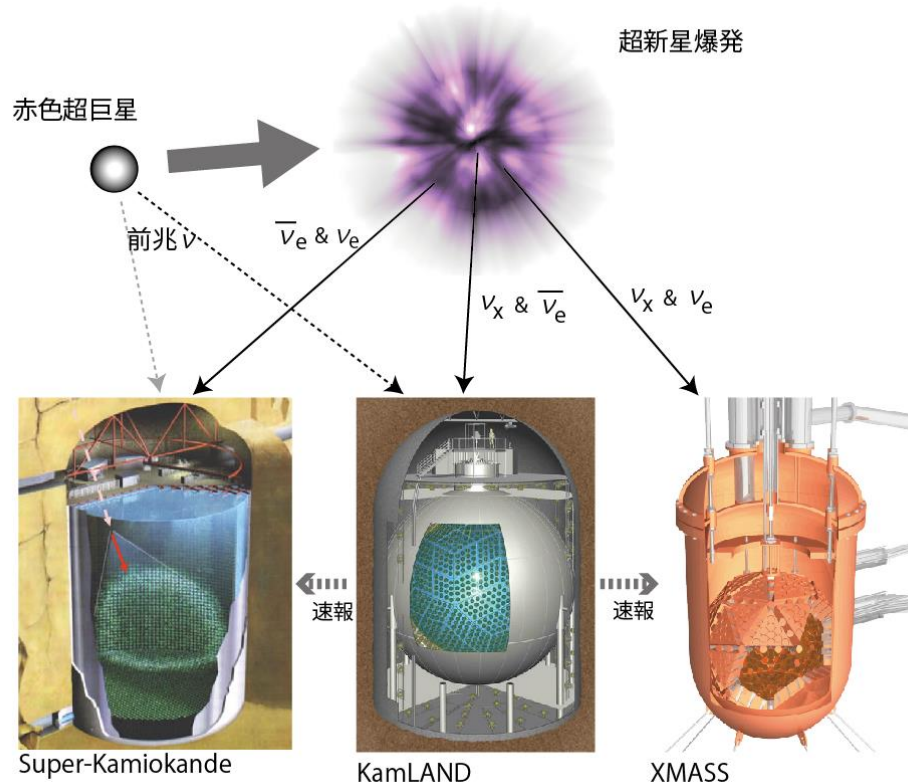 超新星爆発
赤色超巨星
前兆ν
ν̅e & νe
νx & ν̅e
νx & νe
速報
速報
Super-Kamiokande
KamLAND
XMASS